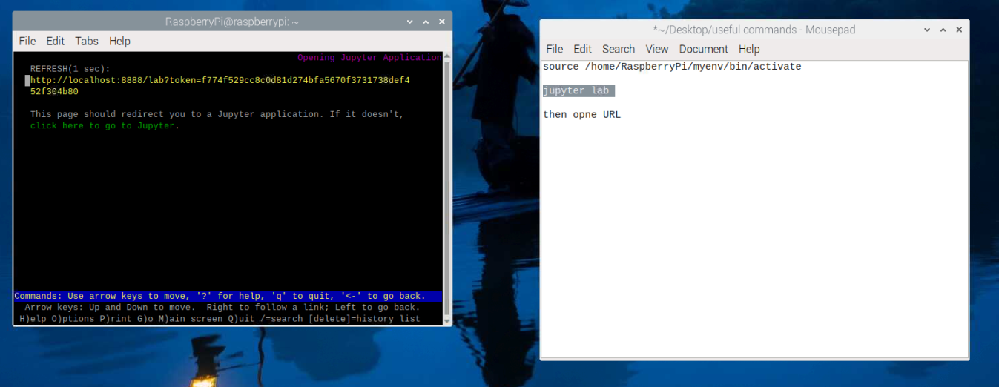 RaspberryPi@raspberrypi: ~
File Edit Tabs Help
Opening Jupyter Application
REFRESH(1 sec):
http://localhost:8888/lab?token=f774f529cc8c0d81d274bfa5670f3731738def4
52f304b80
This page should redirect you to a Jupyter application. If it doesn't,
click here to go to Jupyter.
Commands: Use arrow keys to move, '?' for help, 'q' to quit, '<-' to go back.
Arrow keys: Up and Down to move.  Right to follow a link; Left to go back.
H)elp O)ptions P)rint G)o M)ain screen Q)uit /=search [delete]=history list
*~/Desktop/useful commands - Mousepad
File Edit Search View Document Help
source /home/RaspberryPi/myenv/bin/activate
jupyter lab
then opne URL